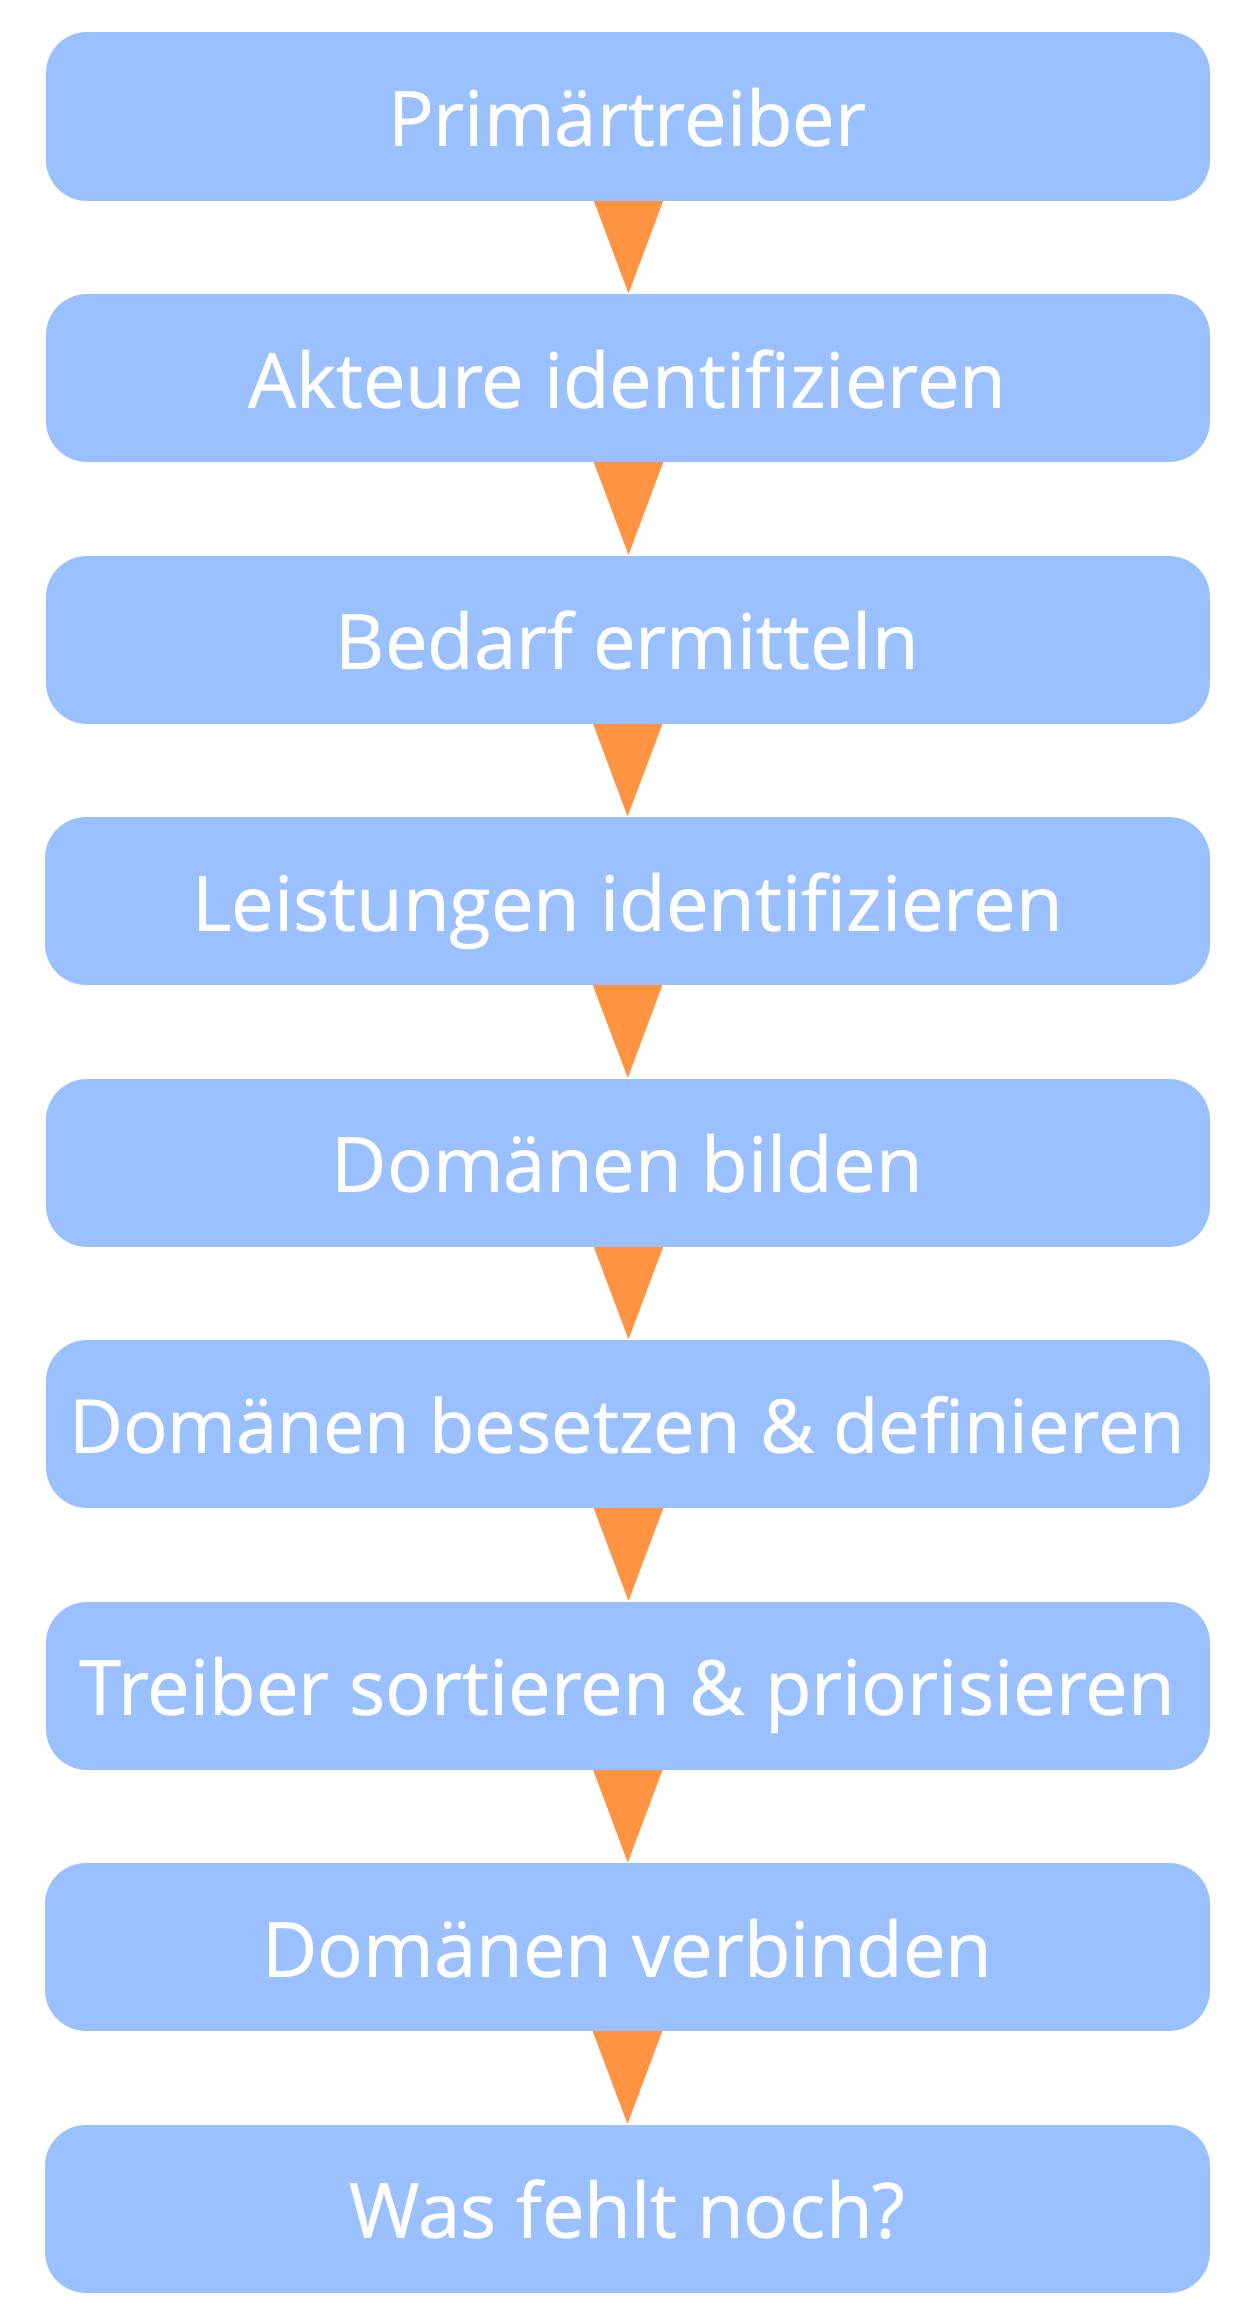 Primärtreiber
Akteure identifizieren
Bedarf ermitteln
Leistungen identifizieren
Domänen bilden
Domänen besetzen & definieren
Treiber sortieren & priorisieren
Domänen verbinden
Was fehlt noch?